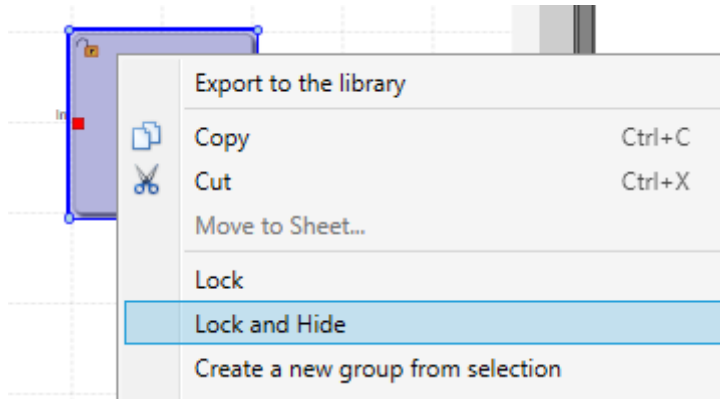 In
Export to the library
Copy Ctrl+C
Cut Ctrl+X
Move to Sheet...
Lock
Lock and Hide
Create a new group from selection